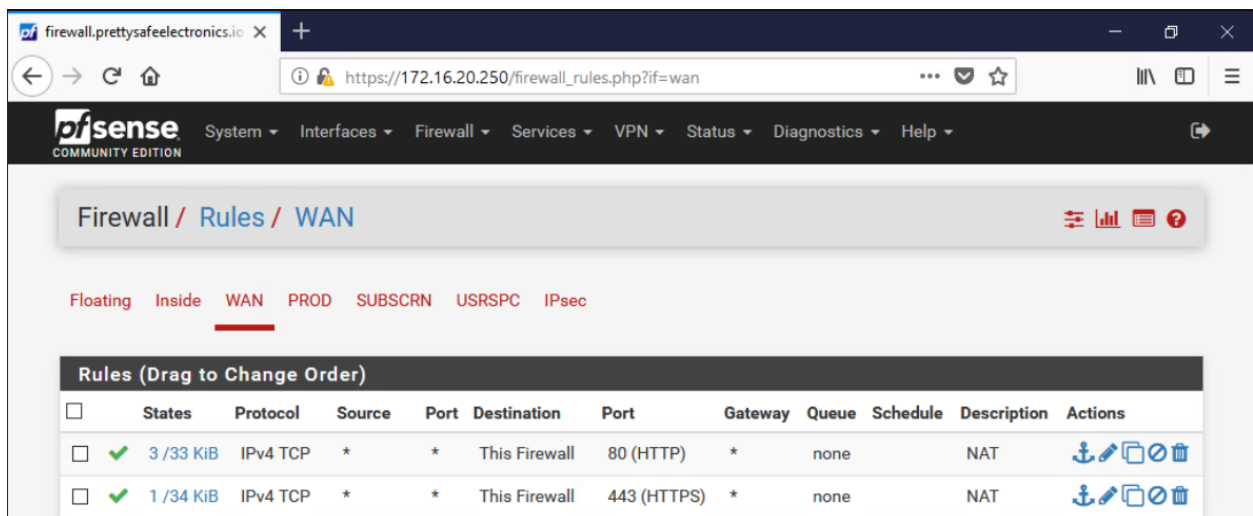 firewall.prettysafeelectronics.io
https://172.16.20.250/firewall_rules.php?if=wan
pfsense System Interfaces Firewall Services VPN Status Diagnostics Help
COMMUNITY EDITION
Firewall / Rules / WAN
Floating Inside WAN PROD SUBSCRN USRSPC IPsec
Rules (Drag to Change Order)
States Protocol Source Port Destination Port Gateway Queue Schedule Description Actions
3 /33 KiB IPv4 TCP * * This Firewall 80 (HTTP) * none NAT
1 /34 KiB IPv4 TCP * * This Firewall 443 (HTTPS) * none NAT